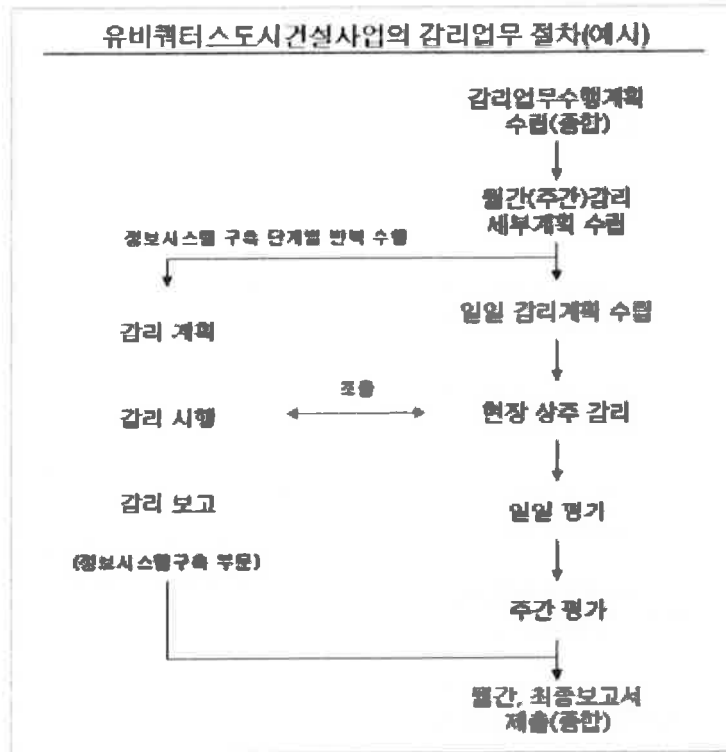 유비쿼터스도시건설사업의 감리업무 절차(예시)
감리업무수행계획
수립(종합)
월간(주간)감리
세부계획 수립
정보시스템 구축 단계별 반복 수행
일일 감리계획 수립
감리 계획
조율
감리 시행
현장 상주 감리
감리 보고
일일 평가
(정보시스템구축 부문)
주간 평가
월간, 최종보고서
제출(종합)